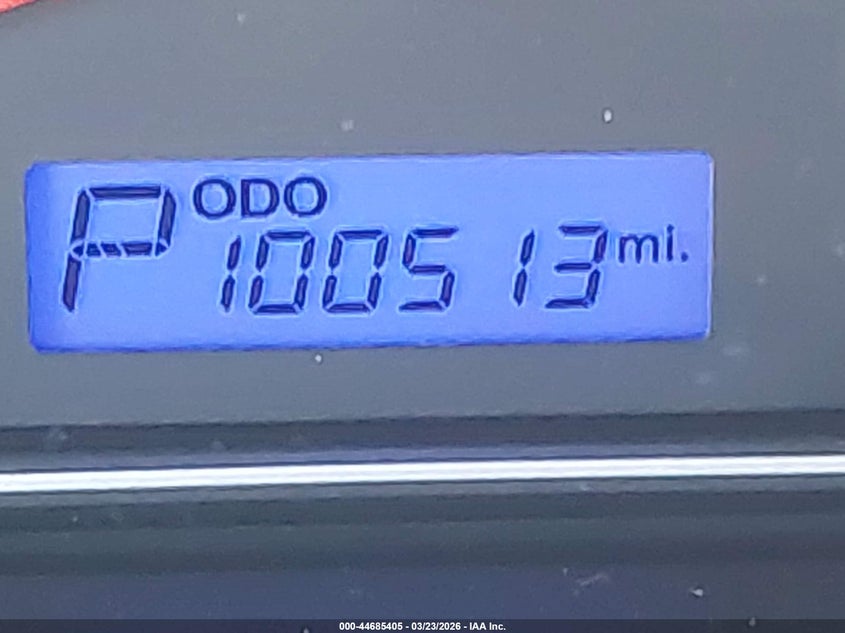 P ODO
100513 mi.
000-44685405 - 03/23/2026 - IAA Inc.